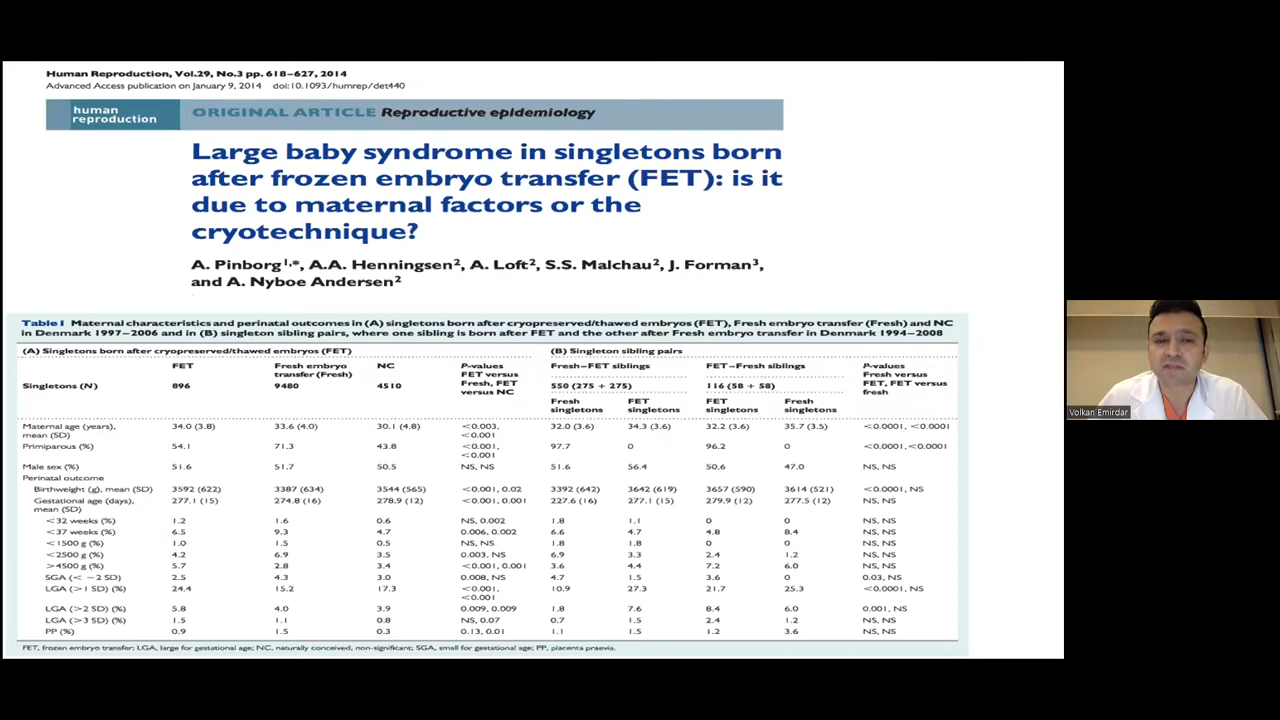 Human Reproduction, Vol.29, No.3 pp. 618–627, 2014
Advanced Access publication on January 9, 2014 doi:10.1093/humrep/det440
human
reproduction
ORIGINAL ARTICLE Reproductive epidemiology
Large baby syndrome in singletons born
after frozen embryo transfer (FET): is it
due to maternal factors or the
cryotechnique?
A. Pinborg1,*, A.A. Henningsen2, A. Loft2, S.S. Malchau2, J. Forman3,
and A. Nyboe Andersen2
Table I Maternal characteristics and perinatal outcomes in (A) singletons born after cryopreserved/thawed embryos (FET), Fresh embryo transfer (Fresh) and NC
in Denmark 1997–2006 and in (B) singleton sibling pairs, where one sibling is born after FET and the other after Fresh embryo transfer in Denmark 1994–2008
(A) Singletons born after cryopreserved/thawed embryos (FET) (B) Singleton sibling pairs
FET Fresh embryo transfer (Fresh) NC P-values FET versus Fresh, FET versus NC Fresh–FET siblings FET–Fresh siblings P-values Fresh versus FET, FET versus fresh
Singletons (N) 896 9480 4510 550 (275 + 275) 116 (58 + 58)
Fresh singletons FET singletons FET singletons Fresh singletons
Maternal age (years), mean (SD) 34.0 (3.8) 33.6 (4.0) 30.1 (4.8) <0.003, <0.001 32.0 (3.6) 34.3 (3.6) 32.2 (3.6) 35.7 (3.5) <0.0001, <0.0001
Primiparous (%) 54.1 71.3 43.8 <0.001, <0.001 97.7 0 96.2 0 <0.0001,<0.0001
Male sex (%) 51.6 51.7 50.5 NS, NS 51.6 56.4 50.6 47.0 NS, NS
Perinatal outcome
Birthweight (g), mean (SD) 3592 (622) 3387 (634) 3544 (565) <0.001, 0.02 3392 (642) 3642 (619) 3657 (590) 3614 (521) <0.0001, NS
Gestational age (days), mean (SD) 277.1 (15) 274.8 (16) 278.9 (12) <0.001, 0.001 227.6 (16) 277.1 (15) 279.9 (12) 277.5 (12) NS, NS
<32 weeks (%) 1.2 1.6 0.6 NS, 0.002 1.8 1.1 0 0 NS, NS
<37 weeks (%) 6.5 9.3 4.7 0.006, 0.002 6.6 4.7 4.8 8.4 NS, NS
<1500 g (%) 1.0 1.5 0.5 NS, NS 1.8 1.8 0 0 NS, NS
<2500 g (%) 4.2 6.9 3.5 0.003, NS 6.9 3.3 2.4 1.2 NS, NS
>4500 g (%) 5.7 2.8 3.4 <0.001, 0.001 3.6 4.4 7.2 6.0 NS, NS
SGA (< −2 SD) 2.5 4.3 3.0 0.008, NS 4.7 1.5 3.6 0 0.03, NS
LGA (>1 SD) (%) 24.4 15.2 17.3 <0.001, <0.001 10.9 27.3 21.7 25.3 <0.0001, NS
LGA (>2 SD) (%) 5.8 4.0 3.9 0.009, 0.009 1.8 7.6 8.4 6.0 0.001, NS
LGA (>3 SD) (%) 1.5 1.1 0.8 NS, 0.07 0.7 1.5 2.4 1.2 NS, NS
PP (%) 0.9 1.5 0.3 0.13, 0.01 1.1 1.5 1.2 3.6 NS, NS
FET, frozen embryo transfer; LGA, large for gestational age; NC, naturally conceived, non-significant; SGA, small for gestational age; PP, placenta praevia.
Volkan Emirdar